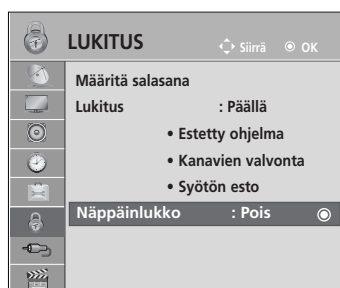 LUKITUS Siirrä OK
Määritä salasana
Lukitus : Päällä
• Estetty ohjelma
• Kanavien valvonta
• Syötön esto
Näppäinlukko : Pois